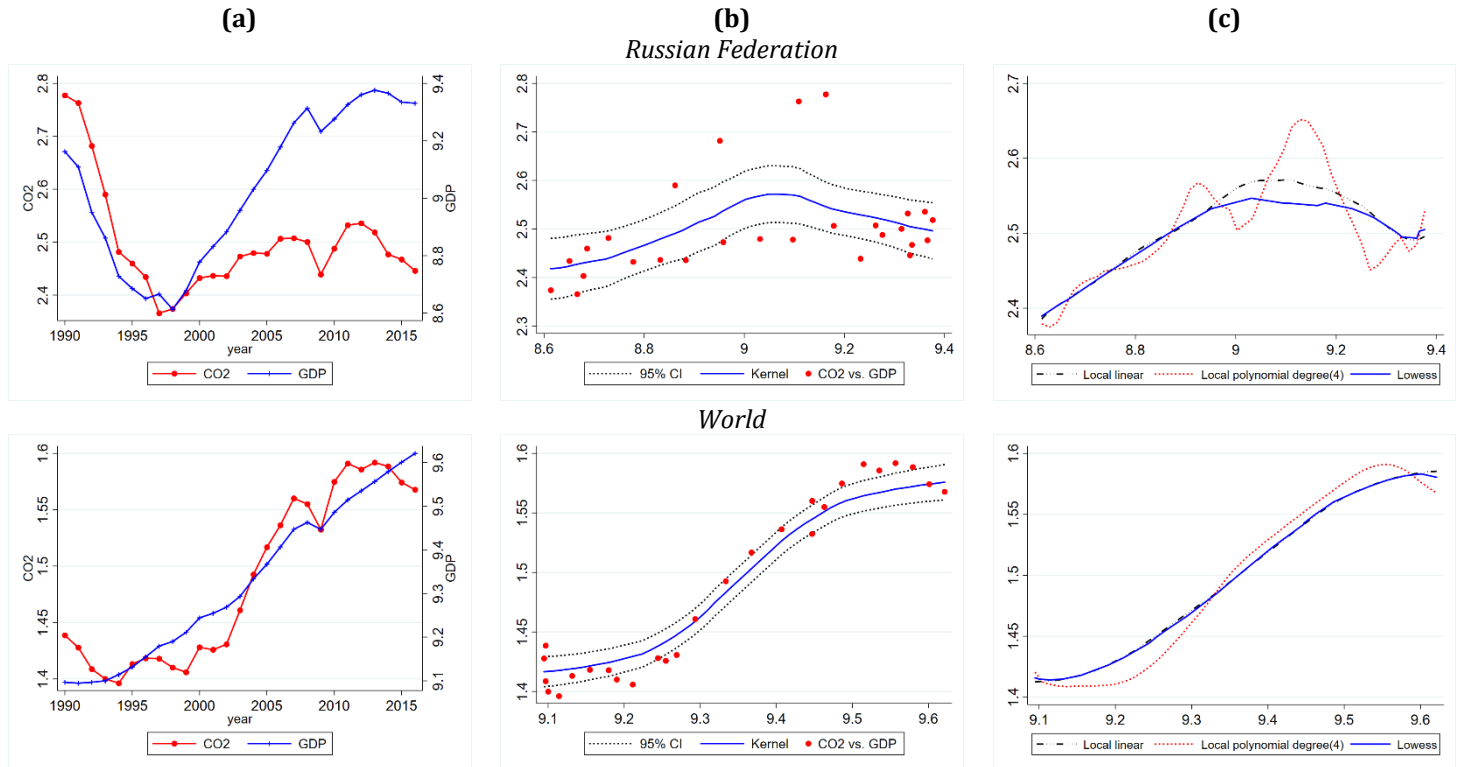 (a) (b) (c)
Russian Federation
2.8
2.7
2.6
2.5
2.4
CO2
9.4
9.2
9
8.8
8.6
GDP
1990 1995 2000 2005 2010 2015
year
CO2 GDP
2.8
2.7
2.6
2.5
2.4
2.3
8.6 8.8 9 9.2 9.4
95% CI Kernel CO2 vs. GDP
2.7
2.6
2.5
2.4
8.6 8.8 9 9.2 9.4
Local linear Local polynomial degree(4) Lowess
World
1.6
1.55
1.5
1.45
1.4
CO2
9.6
9.5
9.4
9.3
9.2
9.1
GDP
1990 1995 2000 2005 2010 2015
year
CO2 GDP
1.6
1.55
1.5
1.45
1.4
9.1 9.2 9.3 9.4 9.5 9.6
95% CI Kernel CO2 vs. GDP
1.6
1.55
1.5
1.45
1.4
9.1 9.2 9.3 9.4 9.5 9.6
Local linear Local polynomial degree(4) Lowess